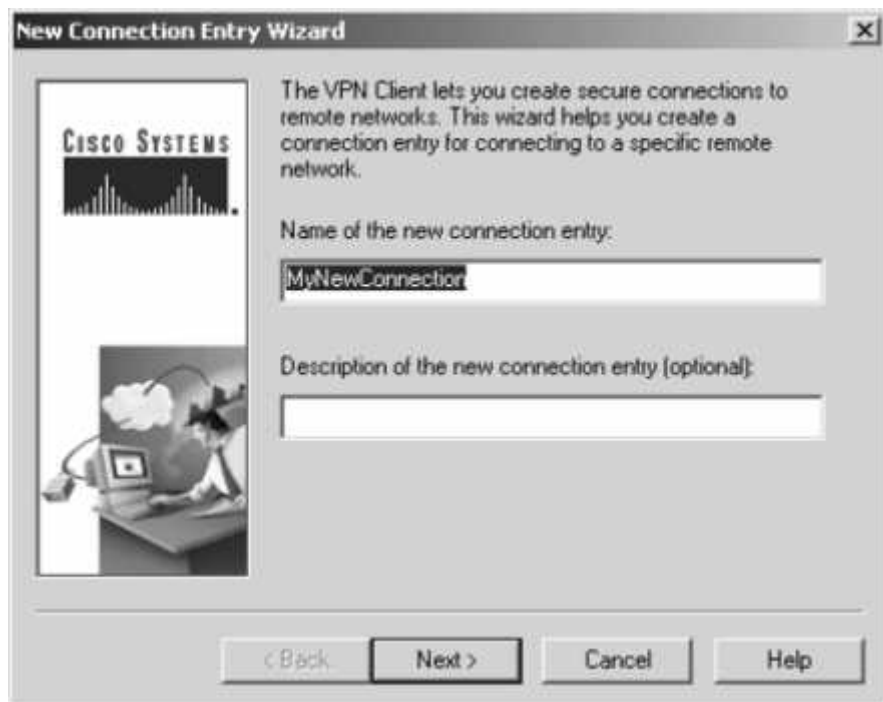 New Connection Entry Wizard
The VPN Client lets you create secure connections to
remote networks. This wizard helps you create a
connection entry for connecting to a specific remote
network.
CISCO SYSTEMS
Name of the new connection entry:
MyNewConnection
Description of the new connection entry (optional):
< Back
Next >
Cancel
Help